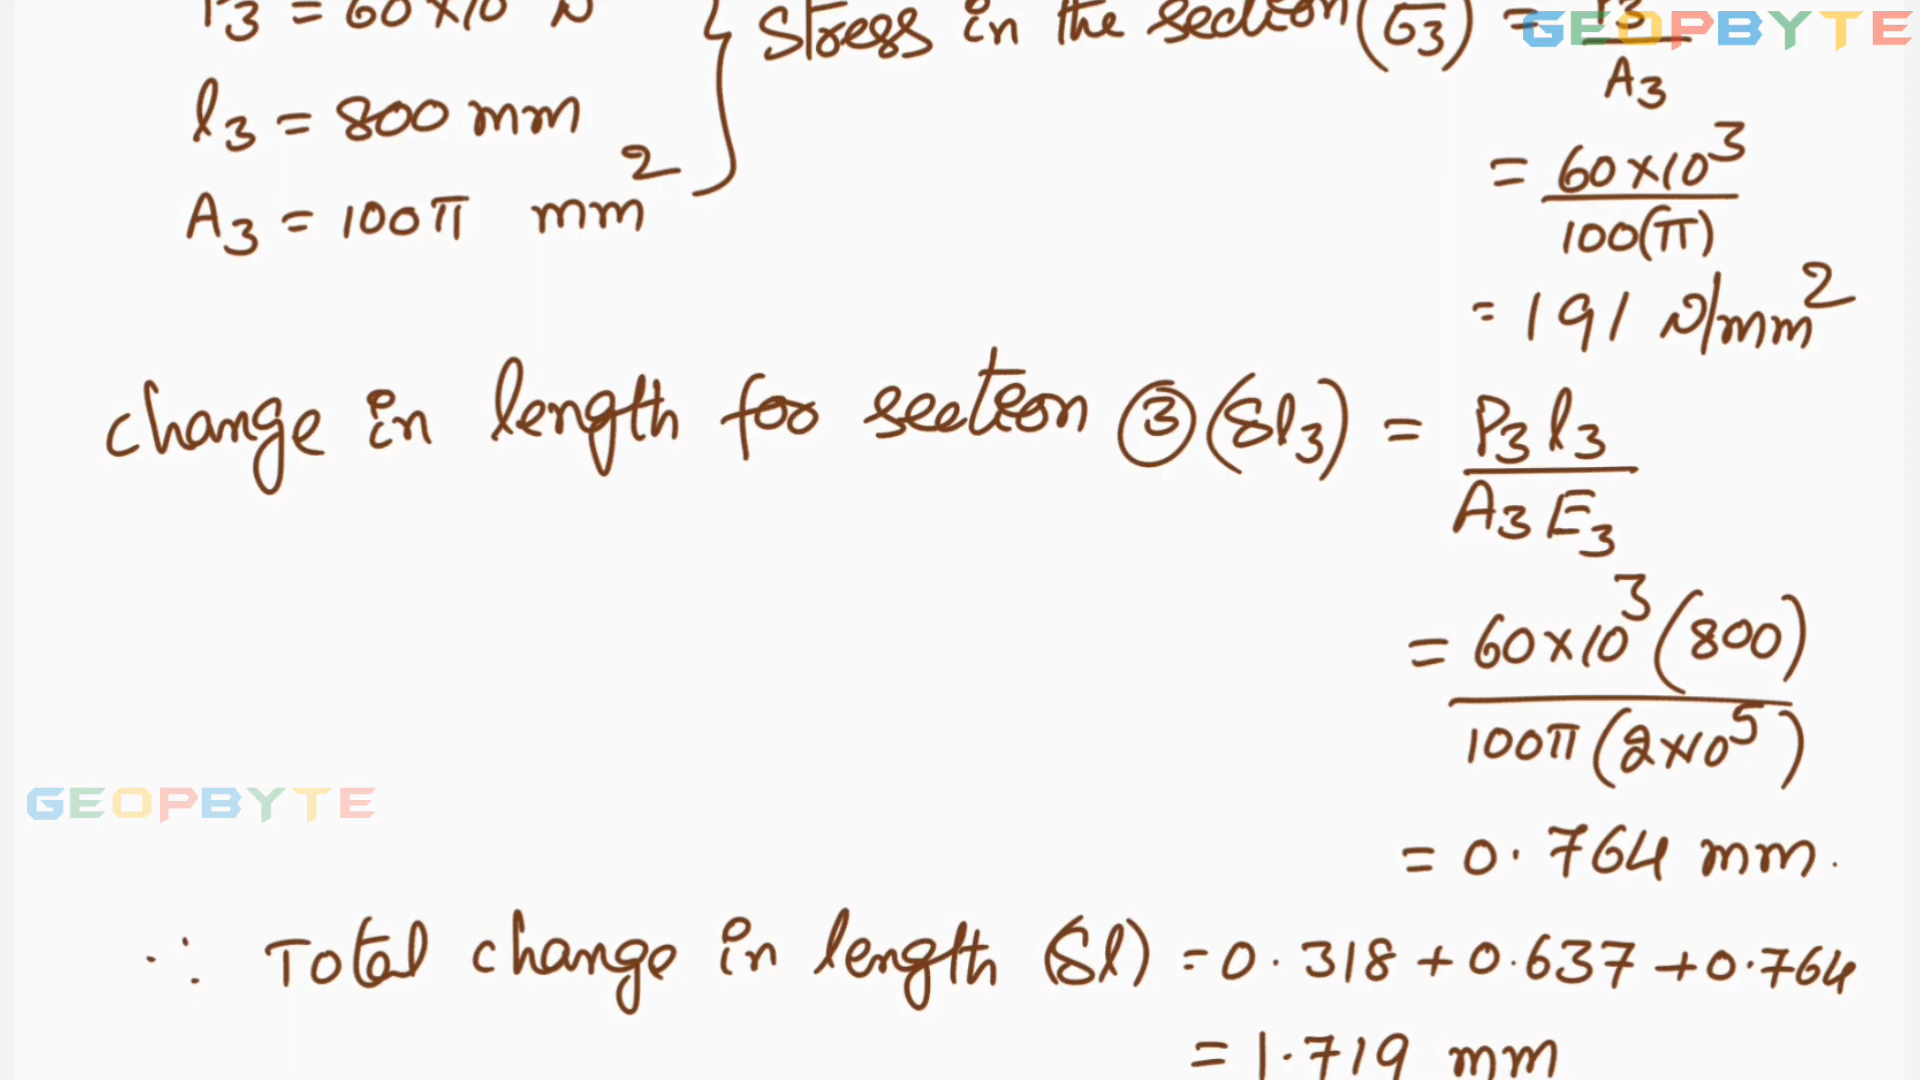 P3 = 60×10 N
Stress in the section (σ3) = P3 / A3
GEOPBYTE
l3 = 800 mm
A3 = 100π mm²
= 60×10³ / 100(π)
= 191 N/mm²
change in length for section ③ (δl3) = P3 l3 / A3 E3
= 60×10³ (800) / 100π (2×10⁵)
GEOPBYTE
= 0.764 mm.
∴ Total change in length (δl) = 0.318 + 0.637 + 0.764
= 1.719 mm